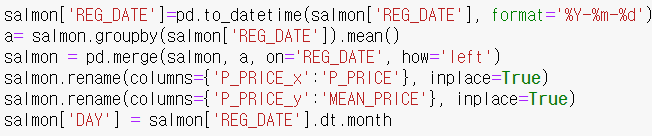 salmon['REG_DATE']=pd.to_datetime(salmon['REG_DATE'], format='%Y-%m-%d')
a= salmon.groupby(salmon['REG_DATE']).mean()
salmon = pd.merge(salmon, a, on='REG_DATE', how='left')
salmon.rename(columns={'P_PRICE_x':'P_PRICE'}, inplace=True)
salmon.rename(columns={'P_PRICE_y':'MEAN_PRICE'}, inplace=True)
salmon['DAY'] = salmon['REG_DATE'].dt.month